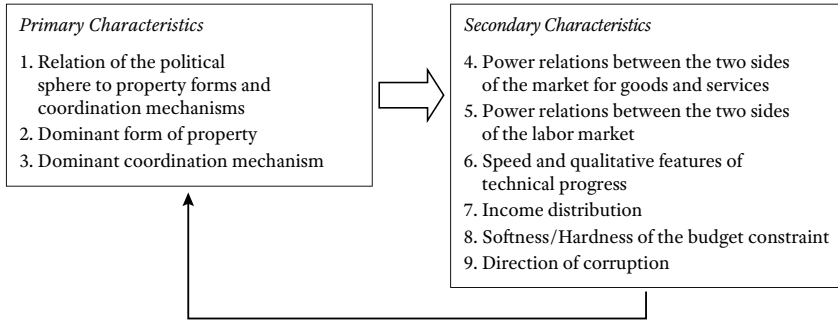 Primary Characteristics
1. Relation of the political
sphere to property forms and
coordination mechanisms
2. Dominant form of property
3. Dominant coordination mechanism
Secondary Characteristics
4. Power relations between the two sides
of the market for goods and services
5. Power relations between the two sides
of the labor market
6. Speed and qualitative features of
technical progress
7. Income distribution
8. Softness/Hardness of the budget constraint
9. Direction of corruption